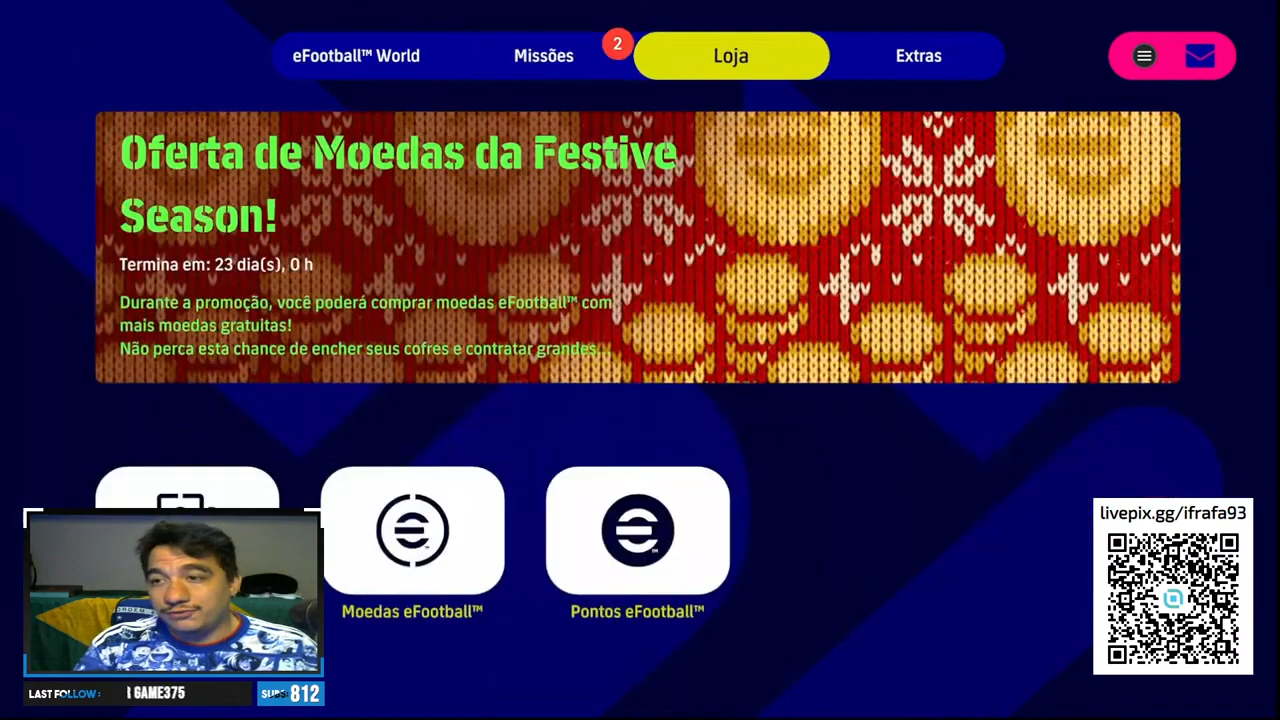 eFootball™ World
Missões
2
Loja
Extras
Oferta de Moedas da Festive
Season!
Termina em: 23 dia(s), 0 h
Durante a promoção, você poderá comprar moedas eFootball™ com
mais moedas gratuitas!
Não perca esta chance de encher seus cofres e contratar grandes...
livepix.gg/ifrafa93
Moedas eFootball™
Pontos eFootball™
LAST FOLLOW :
GAME375
SUBS: 812